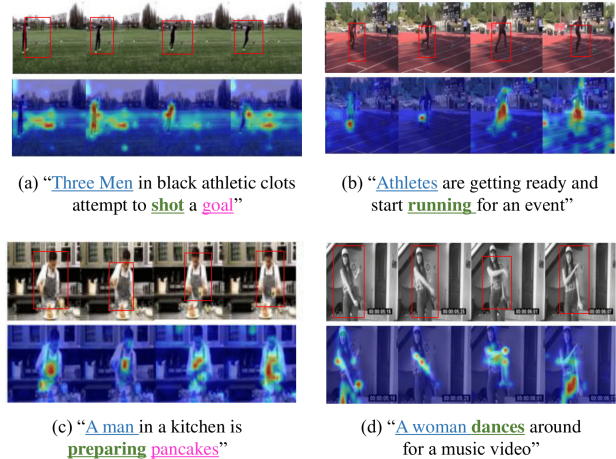 (a) “Three Men in black athletic clots
attempt to shot a goal”
(b) “Athletes are getting ready and
start running for an event”
(c) “A man in a kitchen is
preparing pancakes”
(d) “A woman dances around
for a music video”